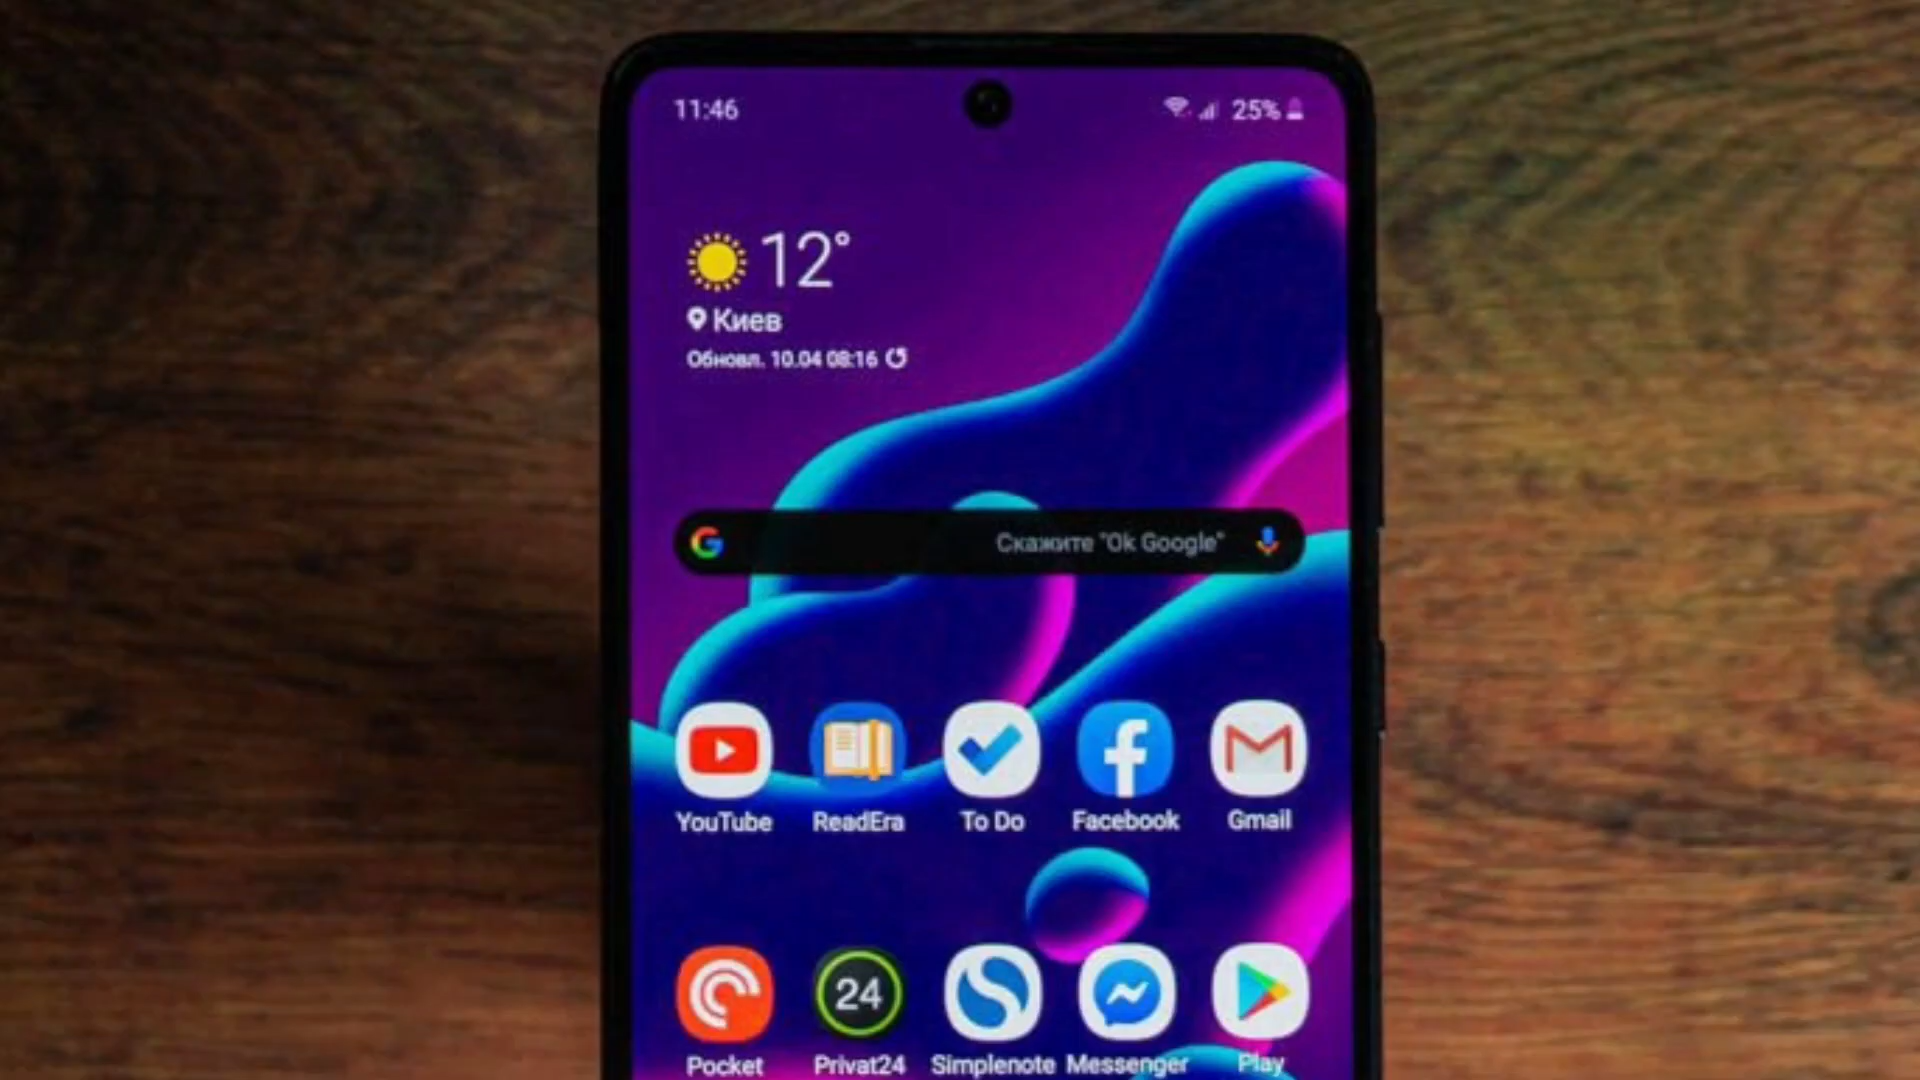 11:46
25%
12°
Киев
Обновл. 10.04 08:16
Скажите "Ok Google"
YouTube
ReadEra
To Do
Facebook
Gmail
24
Pocket
Privat24
Simplenote
Messenger
Play